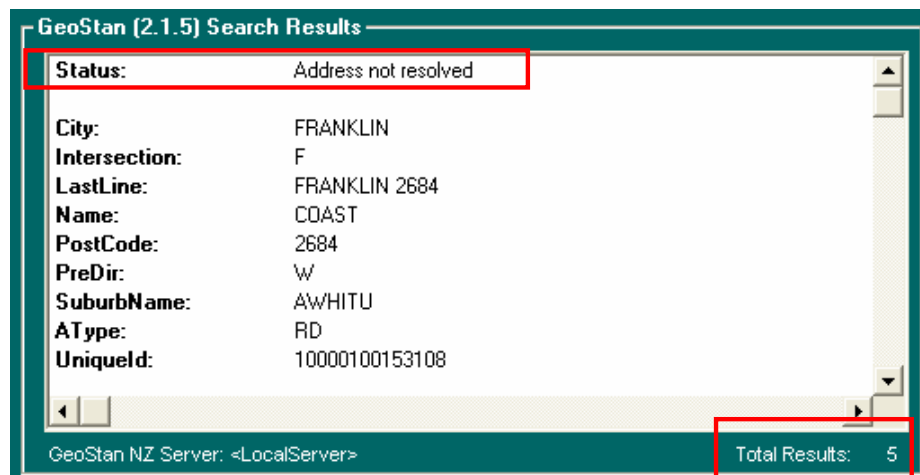 GeoStan (2.1.5) Search Results
Status: Address not resolved
City: FRANKLIN
Intersection: F
LastLine: FRANKLIN 2684
Name: COAST
PostCode: 2684
PreDir: W
SuburbName: AWHITU
AType: RD
UniqueId: 10000100153108
GeoStan NZ Server: <LocalServer> Total Results: 5